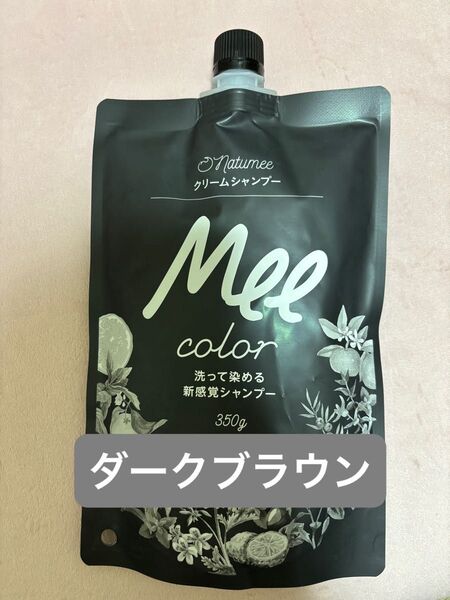 Natumee
クリームシャンプー
Mee
color
洗って染める
新感覚シャンプー
350g
ダークブラウン